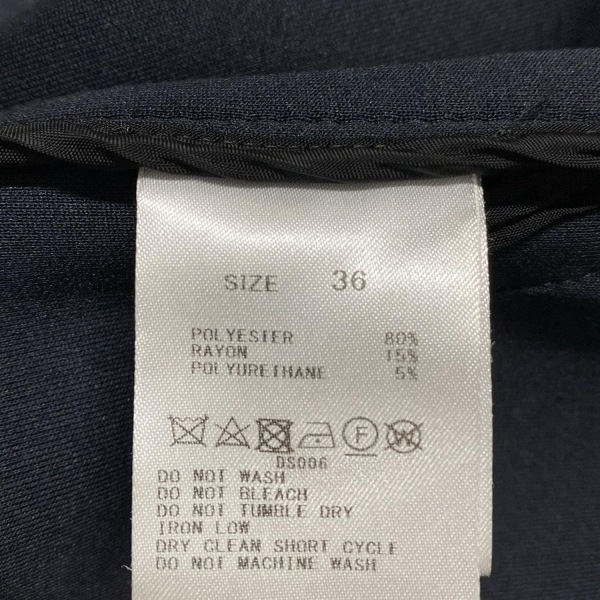 SIZE 36
POLYESTER 80%
RAYON 15%
POLYURETHANE 5%
F W
DS006
DO NOT WASH
DO NOT BLEACH
DO NOT TUMBLE DRY
IRON LOW
DRY CLEAN SHORT CYCLE
DO NOT MACHINE WASH